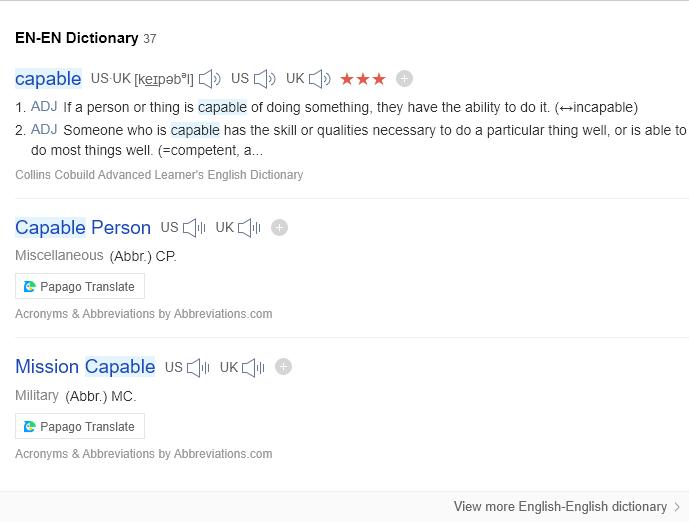 EN-EN Dictionary 37
capable US·UK [keɪpəbᵊl] US UK ★★★
1. ADJ If a person or thing is capable of doing something, they have the ability to do it. (↔incapable)
2. ADJ Someone who is capable has the skill or qualities necessary to do a particular thing well, or is able to
do most things well. (=competent, a...
Collins Cobuild Advanced Learner's English Dictionary
Capable Person US UK
Miscellaneous (Abbr.) CP.
Papago Translate
Acronyms & Abbreviations by Abbreviations.com
Mission Capable US UK
Military (Abbr.) MC.
Papago Translate
Acronyms & Abbreviations by Abbreviations.com
View more English-English dictionary >